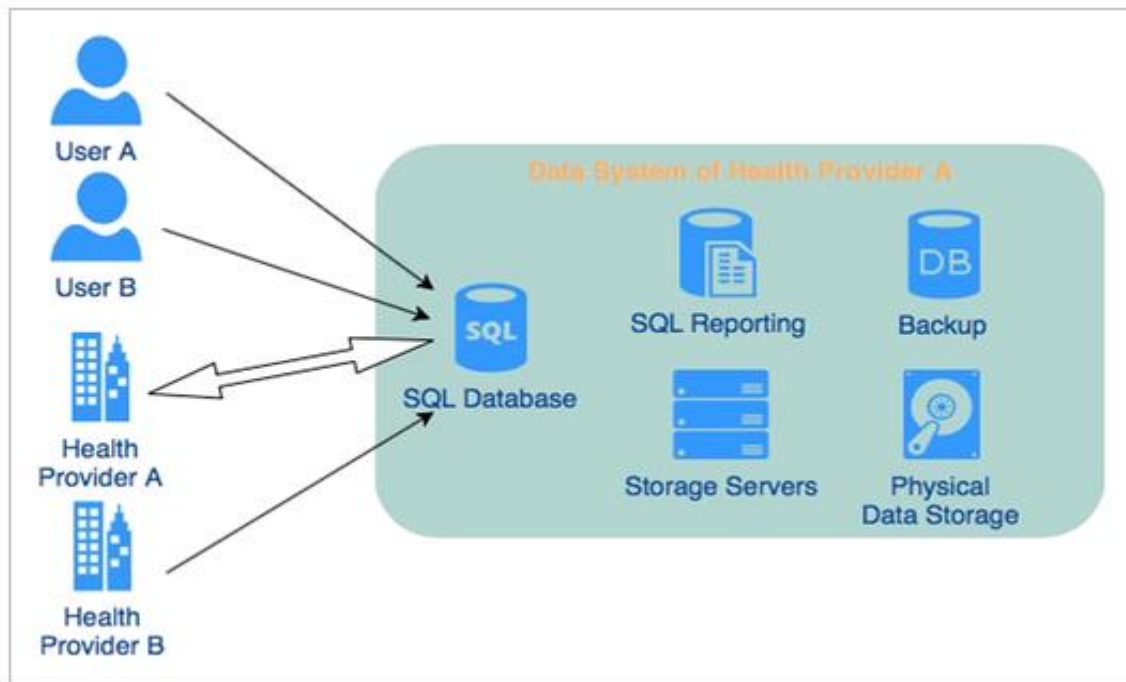 User A
User B
Health
Provider A
Health
Provider B
Data System of Health Provider A
SQL
SQL Database
SQL Reporting
DB
Backup
Storage Servers
Physical
Data Storage